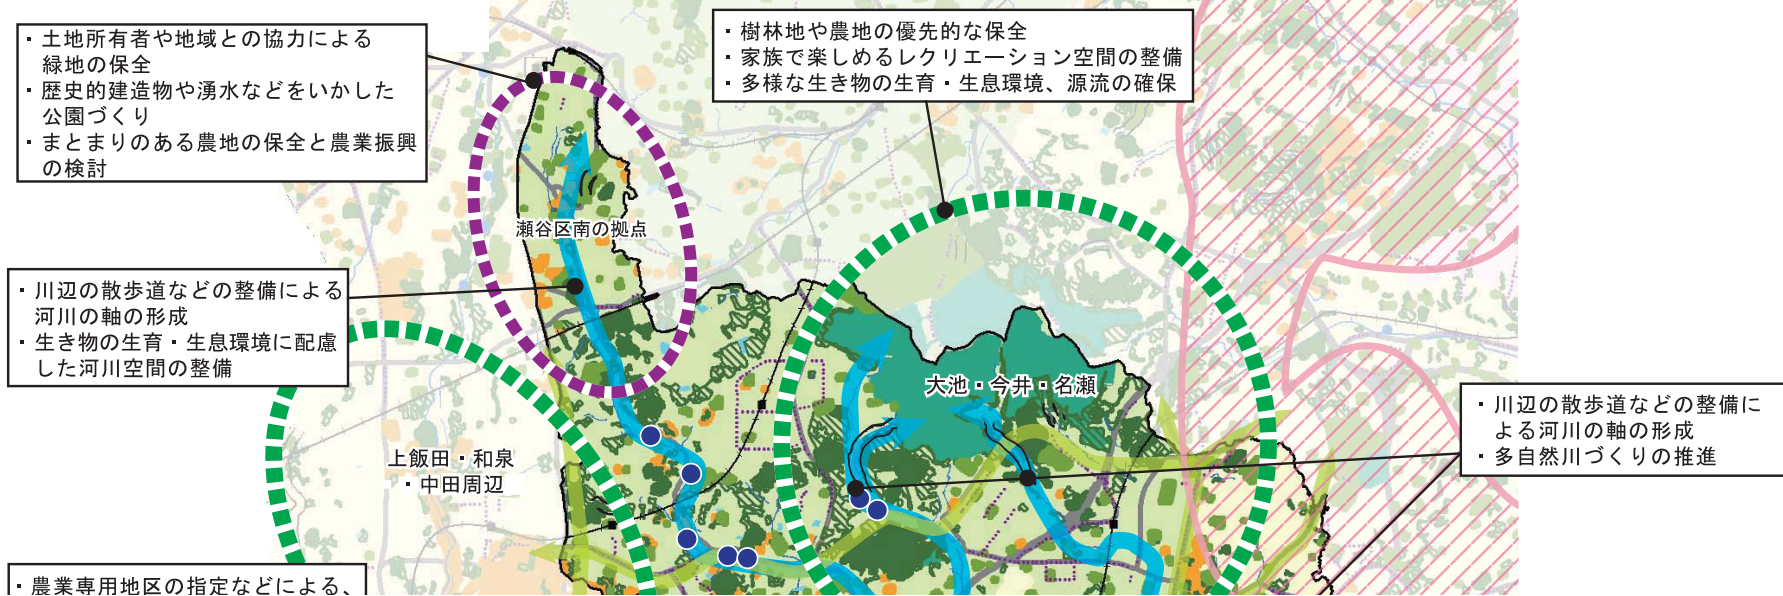 ・土地所有者や地域との協力による
緑地の保全
・歴史的建造物や湧水などをいかした
公園づくり
・まとまりのある農地の保全と農業振興
の検討
・樹林地や農地の優先的な保全
・家族で楽しめるレクリエーション空間の整備
・多様な生き物の生育・生息環境、源流の確保
瀬谷区南の拠点
・川辺の散歩道などの整備による
河川の軸の形成
・生き物の生育・生息環境に配慮
した河川空間の整備
大池・今井・名瀬
・川辺の散歩道などの整備に
よる河川の軸の形成
・多自然川づくりの推進
上飯田・和泉
・中田周辺
・農業専用地区の指定などによる、